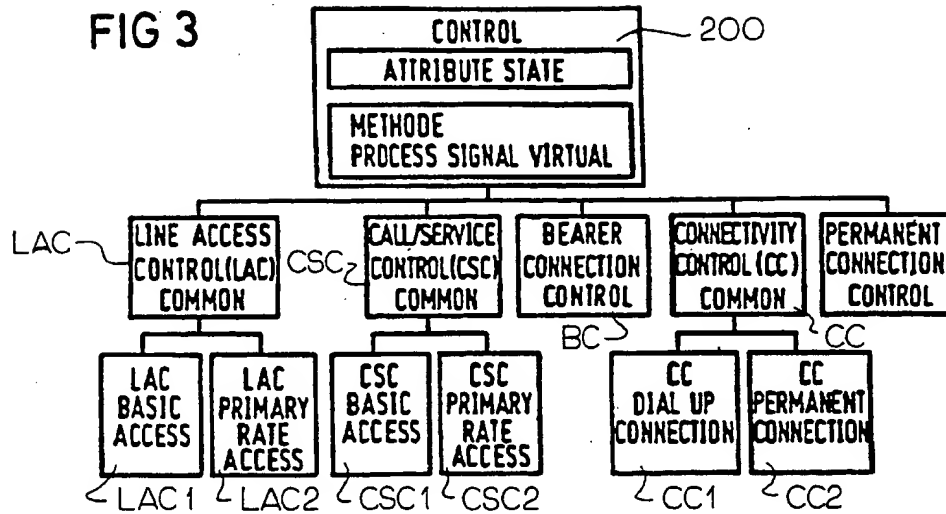 FIG 3
CONTROL
200
ATTRIBUTE STATE
METHODE
PROCESS SIGNAL VIRTUAL
LAC
LINE ACCESS
CONTROL(LAC)
COMMON
CSC
CALL/SERVICE
CONTROL(CSC)
COMMON
BEARER
CONNECTION
CONTROL
BC
CONNECTIVITY
CONTROL (CC)
COMMON
CC
PERMANENT
CONNECTION
CONTROL
LAC
BASIC
ACCESS
LAC1
LAC
PRIMARY
RATE
ACCESS
LAC2
CSC
BASIC
ACCESS
CSC1
CSC
PRIMARY
RATE
ACCESS
CSC2
CC
DIAL UP
CONNECTION
CC1
CC
PERMANENT
CONNECTION
CC2